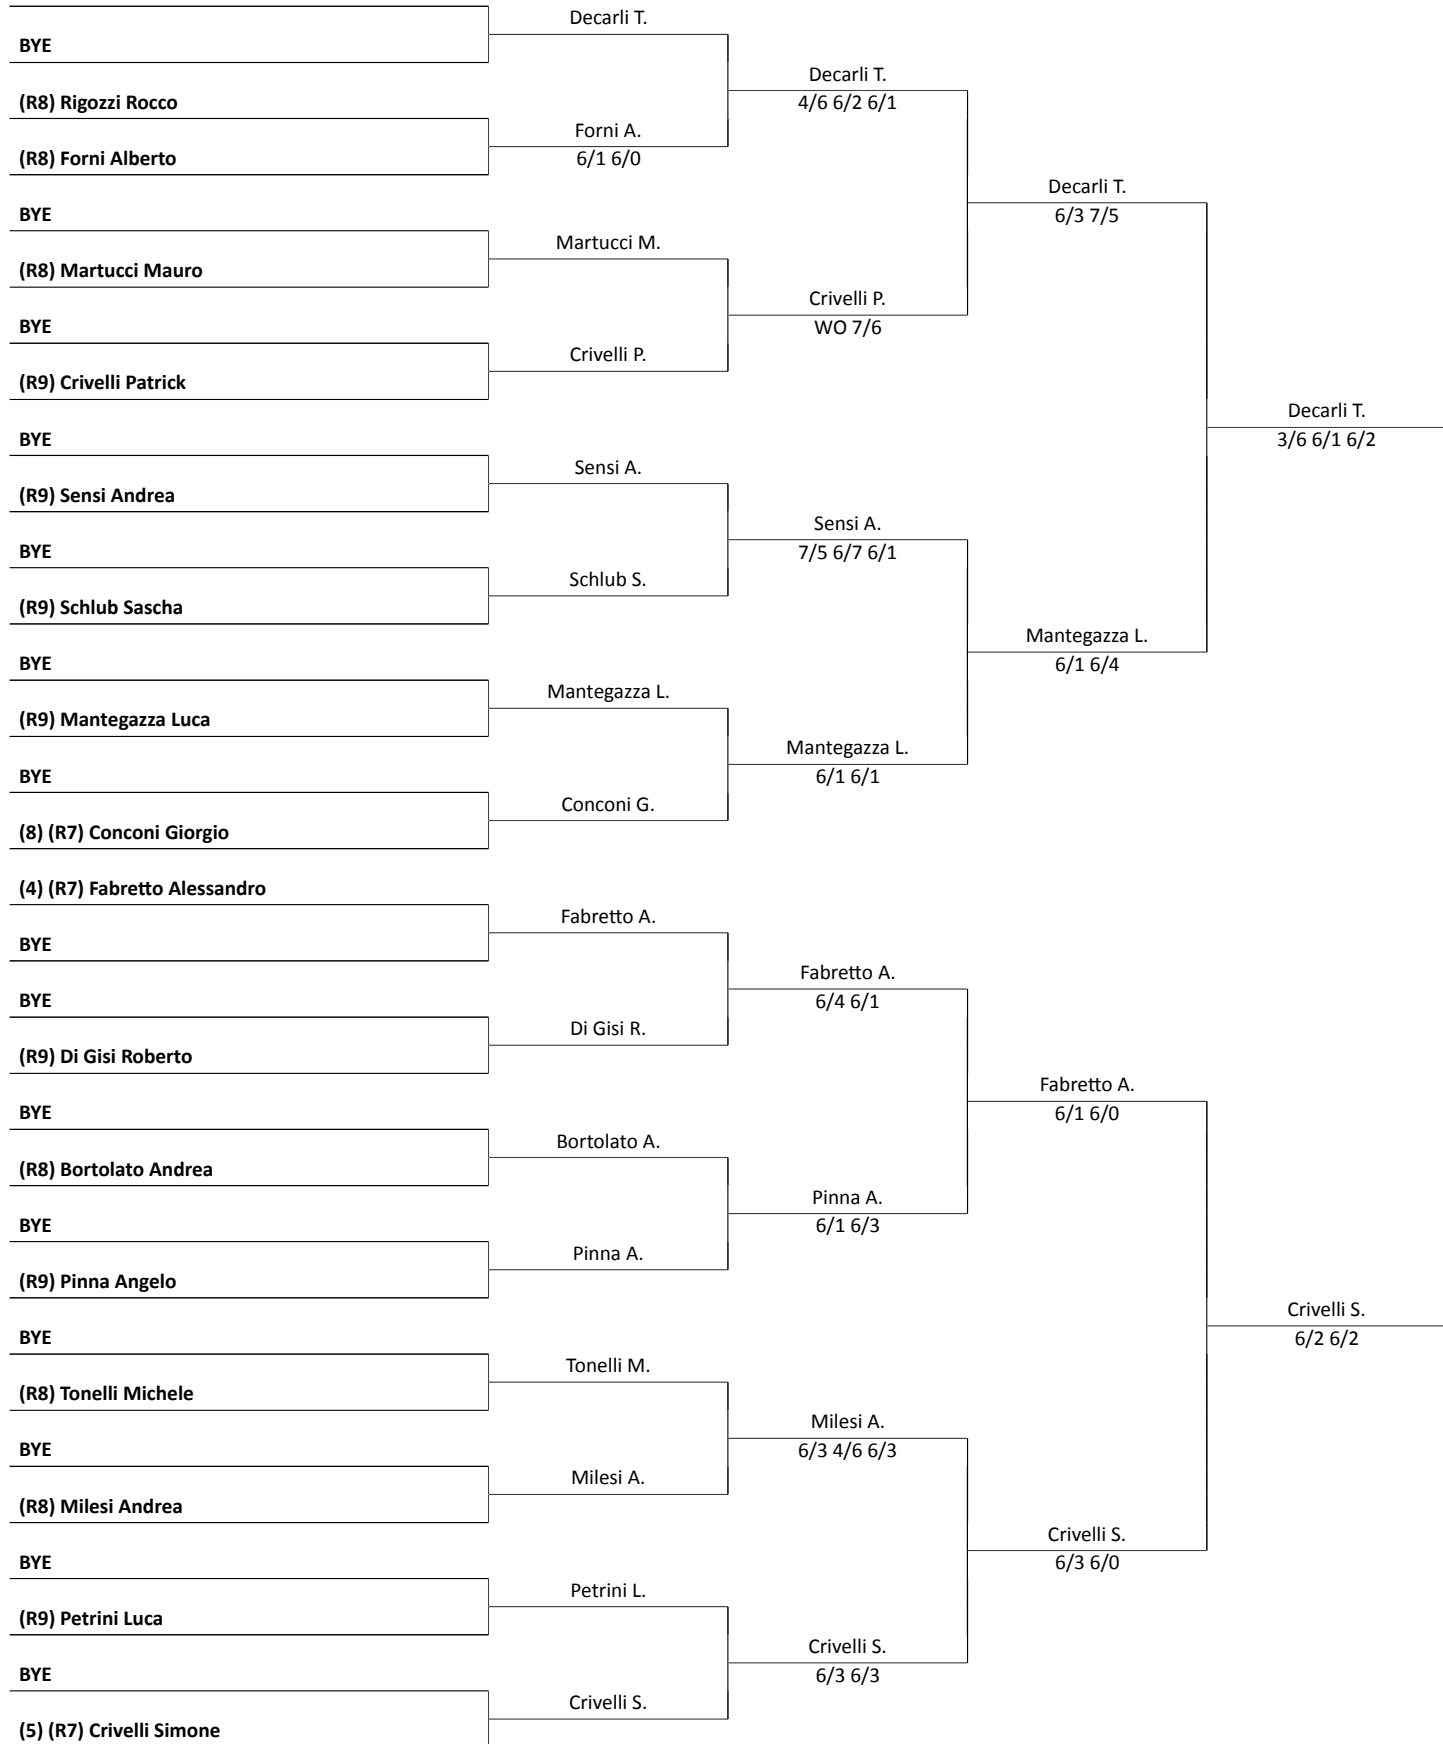 BYE
(R8) Rigozzi Rocco
(R8) Forni Alberto
BYE
(R8) Martucci Mauro
BYE
(R9) Crivelli Patrick
BYE
(R9) Sensi Andrea
BYE
(R9) Schlub Sascha
BYE
(R9) Mantegazza Luca
BYE
(8) (R7) Conconi Giorgio
(4) (R7) Fabretto Alessandro
BYE
BYE
(R9) Di Gisi Roberto
BYE
(R8) Bortolato Andrea
BYE
(R9) Pinna Angelo
BYE
(R8) Tonelli Michele
BYE
(R8) Milesi Andrea
BYE
(R9) Petrini Luca
BYE
(5) (R7) Crivelli Simone
Decarli T.
Forni A.
6/1 6/0
Martucci M.
Crivelli P.
Sensi A.
Schlub S.
Mantegazza L.
Conconi G.
Fabretto A.
Di Gisi R.
Bortolato A.
Pinna A.
Tonelli M.
Milesi A.
Petrini L.
Crivelli S.
Decarli T.
4/6 6/2 6/1
Crivelli P.
WO 7/6
Sensi A.
7/5 6/7 6/1
Mantegazza L.
6/1 6/1
Fabretto A.
6/4 6/1
Pinna A.
6/1 6/3
Milesi A.
6/3 4/6 6/3
Crivelli S.
6/3 6/3
Decarli T.
6/3 7/5
Mantegazza L.
6/1 6/4
Fabretto A.
6/1 6/0
Crivelli S.
6/3 6/0
Decarli T.
3/6 6/1 6/2
Crivelli S.
6/2 6/2